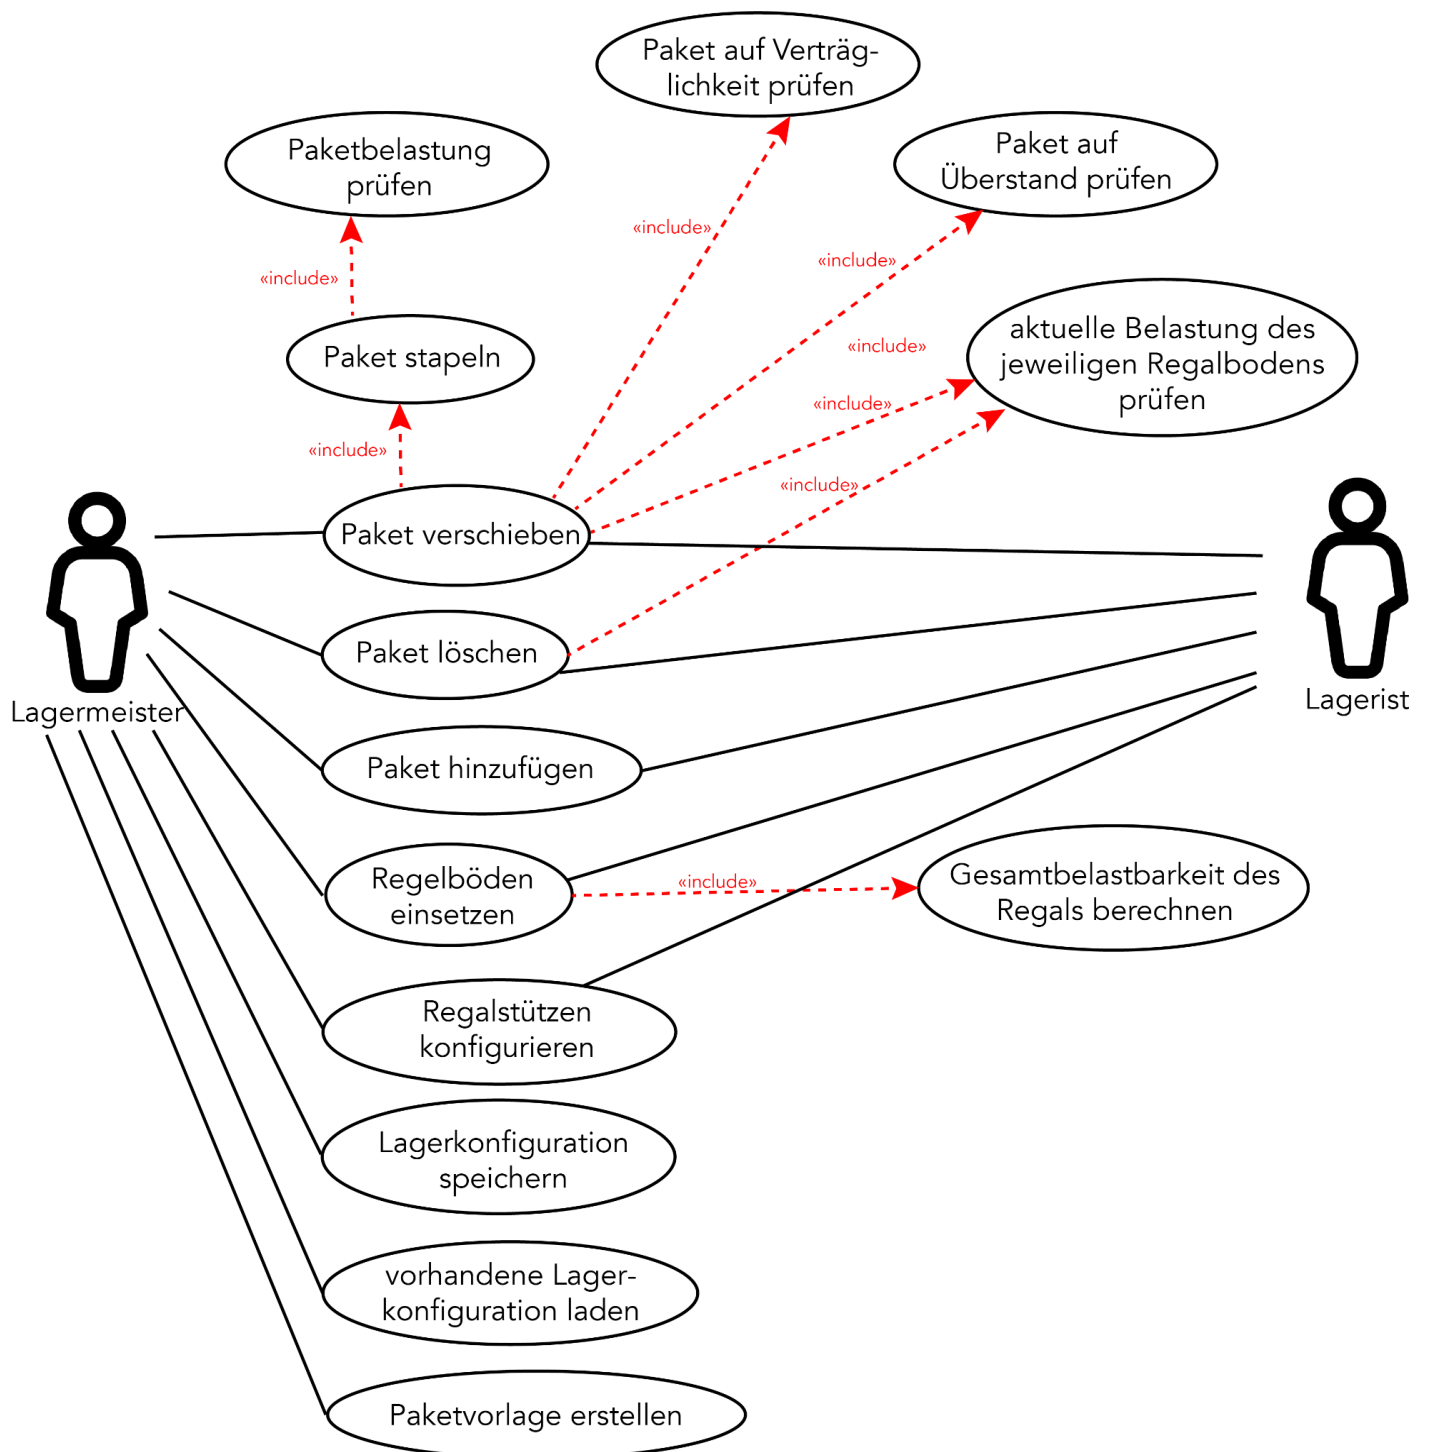 Paket auf Verträg-
lichkeit prüfen
Paketbelastung
prüfen
Paket auf
Überstand prüfen
«include»
«include»
«include»
aktuelle Belastung des
jeweiligen Regalbodens
prüfen
«include»
Paket stapeln
«include»
«include»
«include»
Paket verschieben
Paket löschen
Lagermeister
Lagerist
Paket hinzufügen
Regelböden
einsetzen
«include»
Gesamtbelastbarkeit des
Regals berechnen
Regalstützen
konfigurieren
Lagerkonfiguration
speichern
vorhandene Lager-
konfiguration laden
Paketvorlage erstellen